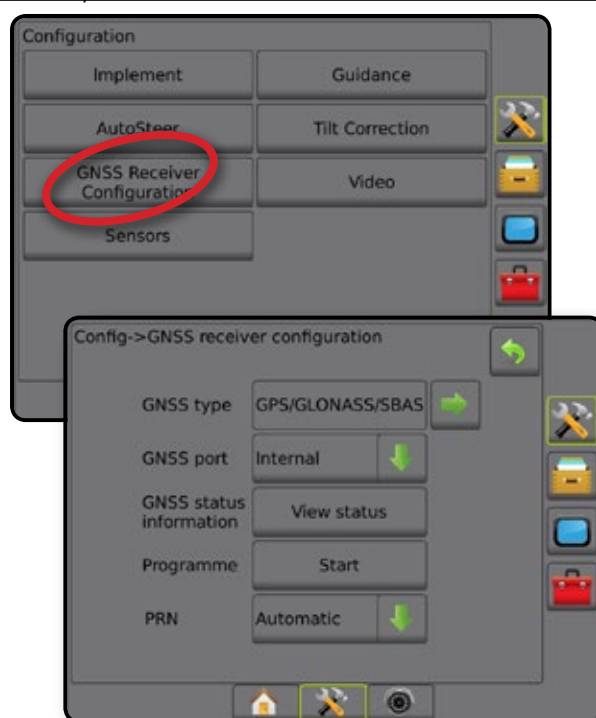 Configuration
Implement
Guidance
AutoSteer
Tilt Correction
GNSS Receiver
Configuration
Video
Sensors
Config->GNSS receiver configuration
GNSS type
GPS/GLONASS/SBAS
GNSS port
Internal
GNSS status
information
View status
Programme
Start
PRN
Automatic